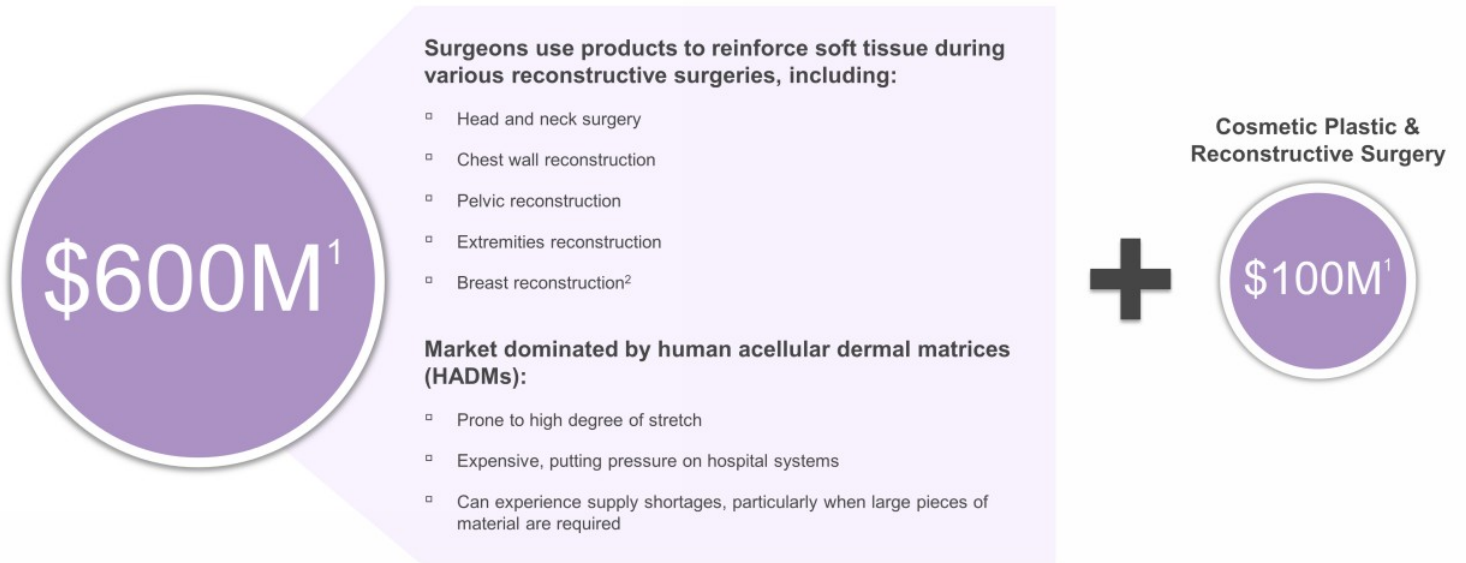 $600M¹
Surgeons use products to reinforce soft tissue during
various reconstructive surgeries, including:
▫ Head and neck surgery
▫ Chest wall reconstruction
▫ Pelvic reconstruction
▫ Extremities reconstruction
▫ Breast reconstruction²
Market dominated by human acellular dermal matrices
(HADMs):
▫ Prone to high degree of stretch
▫ Expensive, putting pressure on hospital systems
▫ Can experience supply shortages, particularly when large pieces of
material are required
+
Cosmetic Plastic &
Reconstructive Surgery
$100M¹